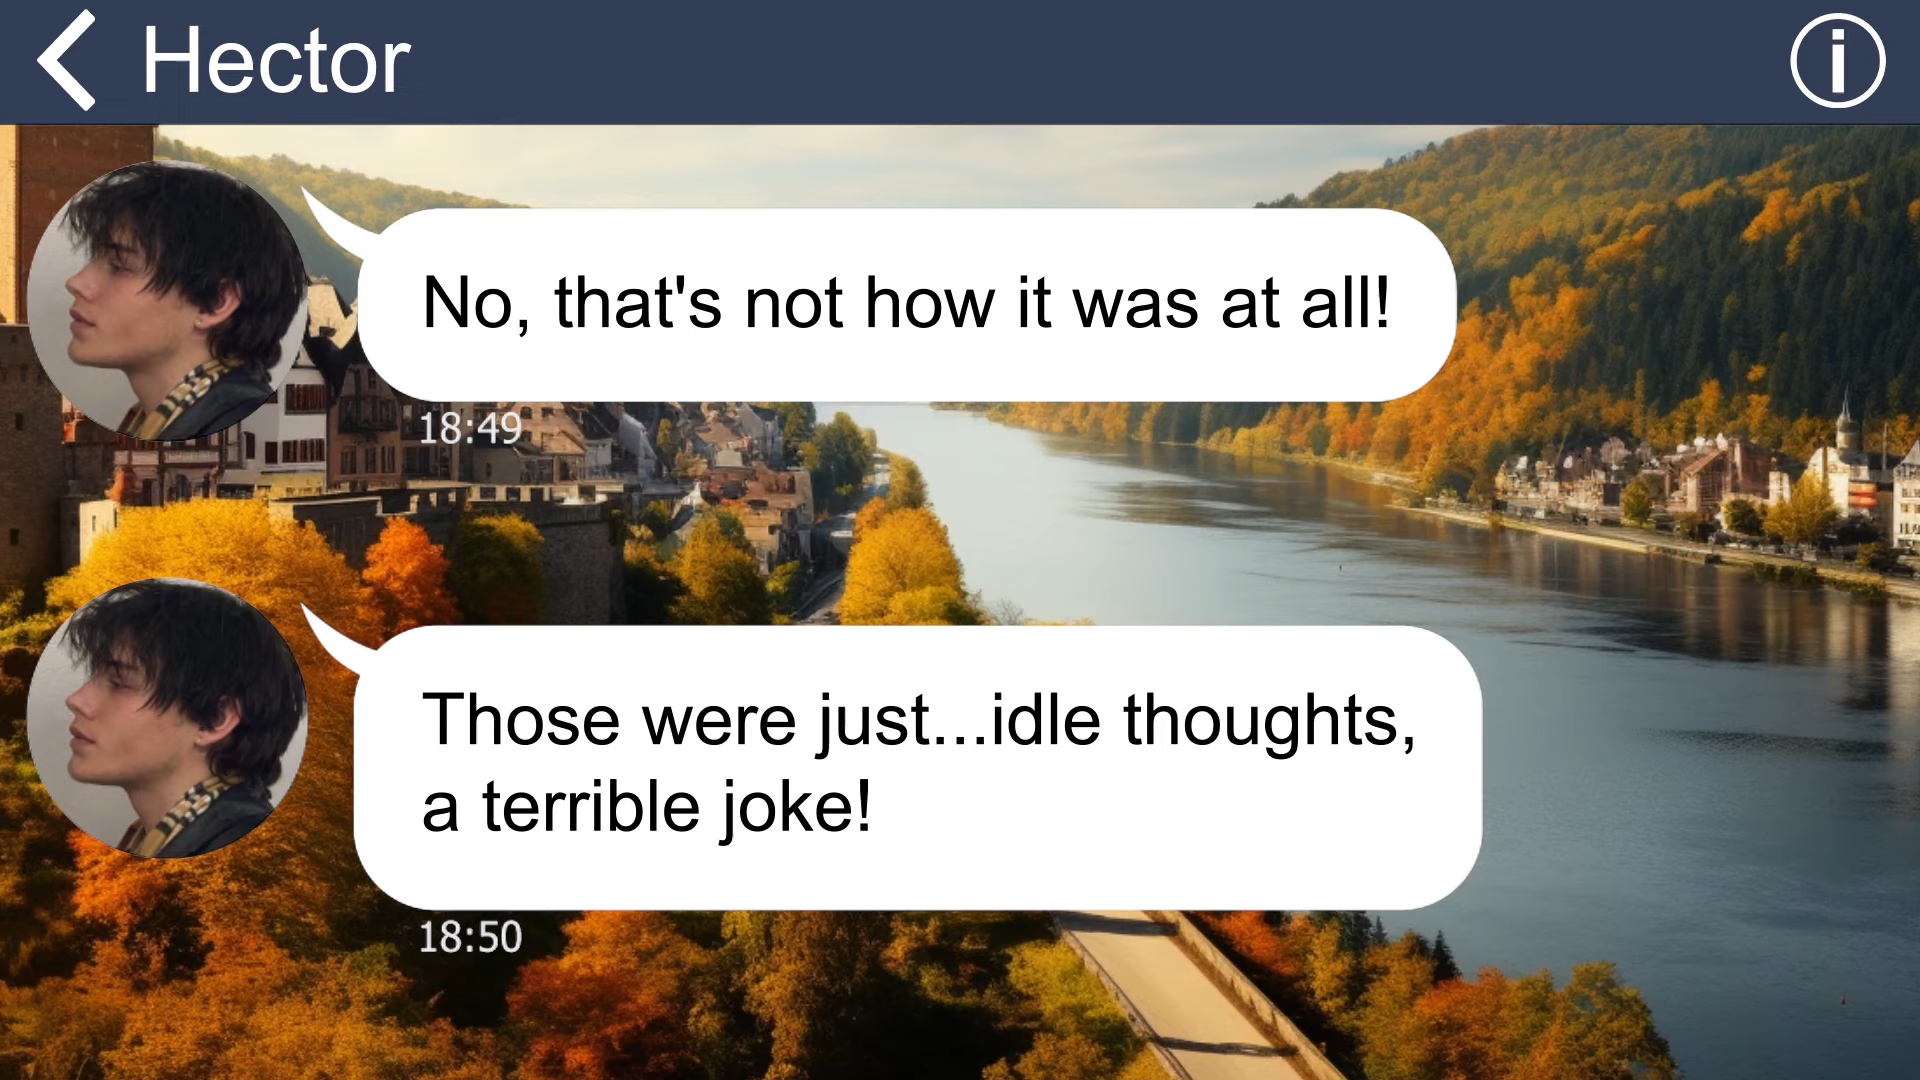 Hector
No, that's not how it was at all!
18:49
Those were just...idle thoughts,
a terrible joke!
18:50